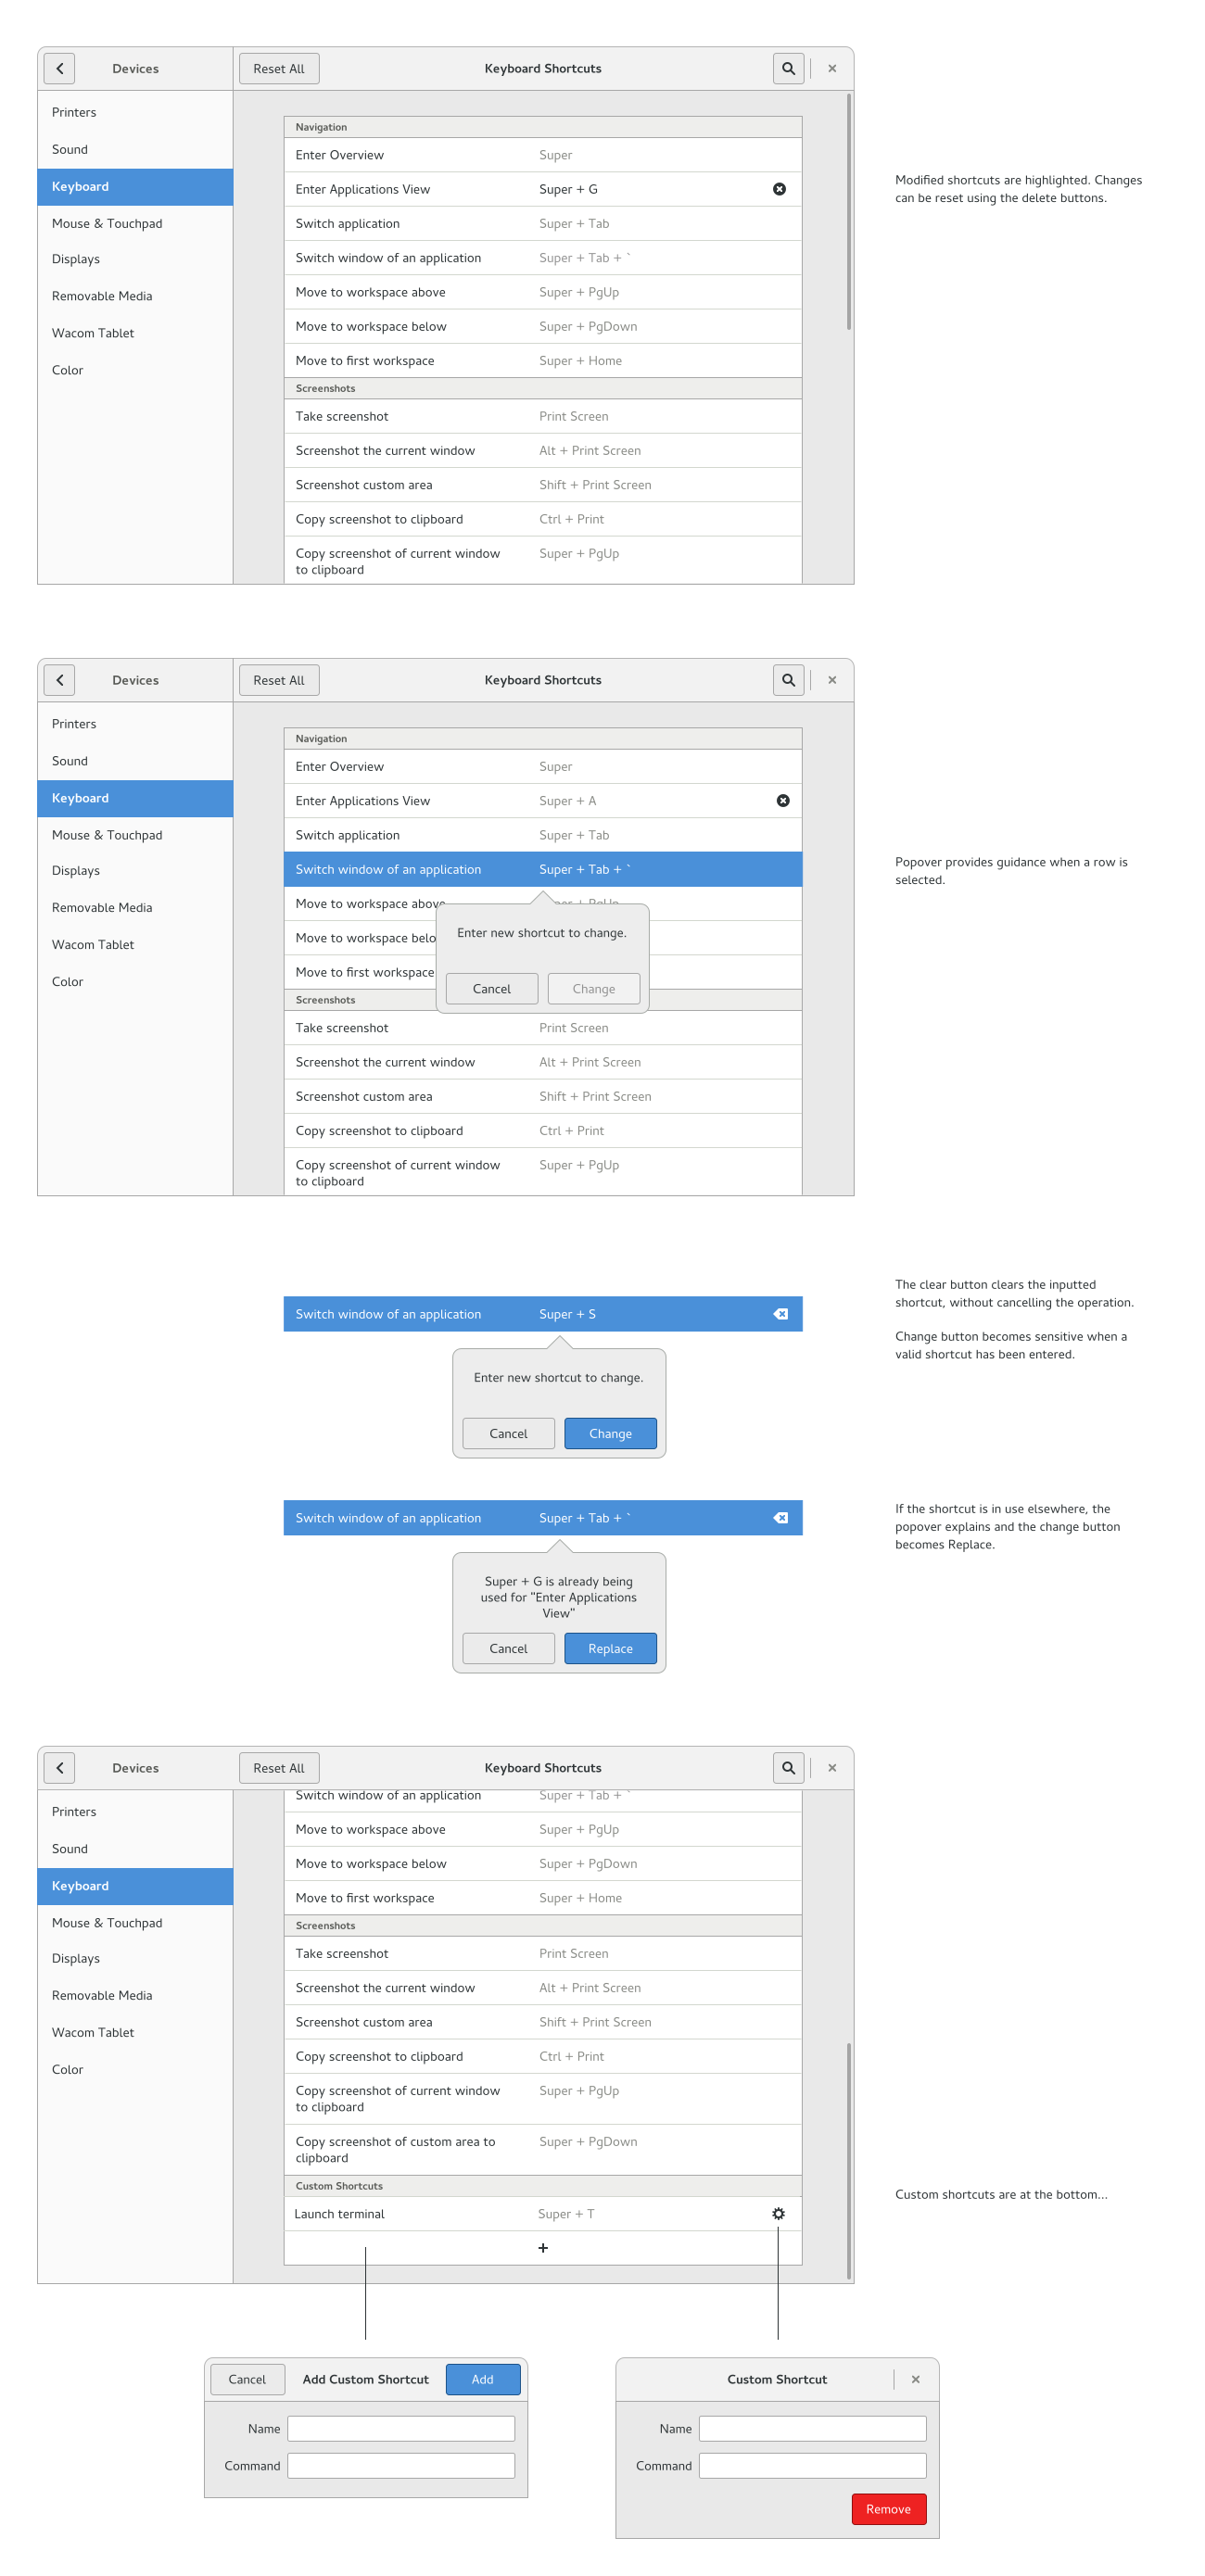 Devices
Reset All
Keyboard Shortcuts
Printers
Sound
Keyboard
Mouse & Touchpad
Displays
Removable Media
Wacom Tablet
Color
Navigation
Enter Overview Super
Enter Applications View Super + G
Switch application Super + Tab
Switch window of an application Super + Tab + `
Move to workspace above Super + PgUp
Move to workspace below Super + PgDown
Move to first workspace Super + Home
Screenshots
Take screenshot Print Screen
Screenshot the current window Alt + Print Screen
Screenshot custom area Shift + Print Screen
Copy screenshot to clipboard Ctrl + Print
Copy screenshot of current window Super + PgUp
to clipboard
Modified shortcuts are highlighted. Changes
can be reset using the delete buttons.
Devices
Reset All
Keyboard Shortcuts
Printers
Sound
Keyboard
Mouse & Touchpad
Displays
Removable Media
Wacom Tablet
Color
Navigation
Enter Overview Super
Enter Applications View Super + A
Switch application Super + Tab
Switch window of an application Super + Tab + `
Move to workspace above Super + PgUp
Move to workspace belo
Move to first workspace
Enter new shortcut to change.
Cancel Change
Screenshots
Take screenshot Print Screen
Screenshot the current window Alt + Print Screen
Screenshot custom area Shift + Print Screen
Copy screenshot to clipboard Ctrl + Print
Copy screenshot of current window Super + PgUp
to clipboard
Popover provides guidance when a row is
selected.
Switch window of an application Super + S
Enter new shortcut to change.
Cancel Change
The clear button clears the inputted
shortcut, without cancelling the operation.
Change button becomes sensitive when a
valid shortcut has been entered.
Switch window of an application Super + Tab + `
Super + G is already being
used for "Enter Applications
View"
Cancel Replace
If the shortcut is in use elsewhere, the
popover explains and the change button
becomes Replace.
Devices
Reset All
Keyboard Shortcuts
Printers
Sound
Keyboard
Mouse & Touchpad
Displays
Removable Media
Wacom Tablet
Color
Switch window of an application Super + Tab + `
Move to workspace above Super + PgUp
Move to workspace below Super + PgDown
Move to first workspace Super + Home
Screenshots
Take screenshot Print Screen
Screenshot the current window Alt + Print Screen
Screenshot custom area Shift + Print Screen
Copy screenshot to clipboard Ctrl + Print
Copy screenshot of current window Super + PgUp
to clipboard
Copy screenshot of custom area to Super + PgDown
clipboard
Custom Shortcuts
Launch terminal Super + T
+
Custom shortcuts are at the bottom...
Cancel Add Custom Shortcut Add
Name
Command
Custom Shortcut
Name
Command
Remove